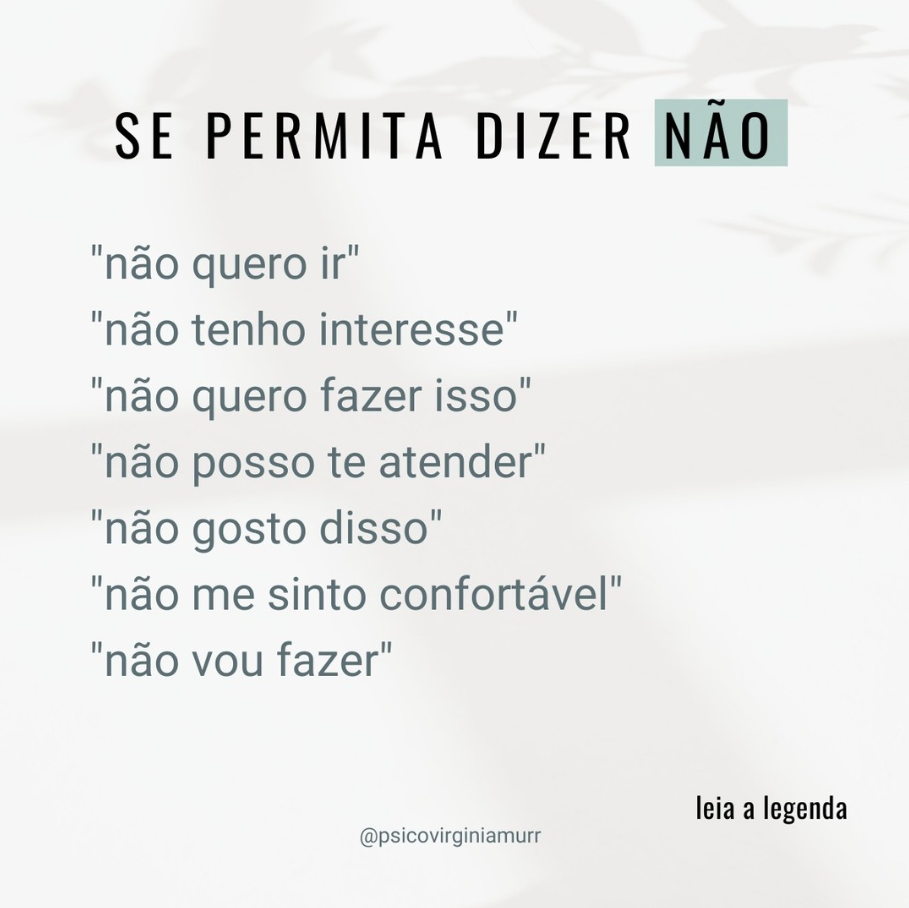 SE PERMITA DIZER NÃO
"não quero ir"
"não tenho interesse"
"não quero fazer isso"
"não posso te atender"
"não gosto disso"
"não me sinto confortável"
"não vou fazer"
leia a legenda
@psicovirginiamurr